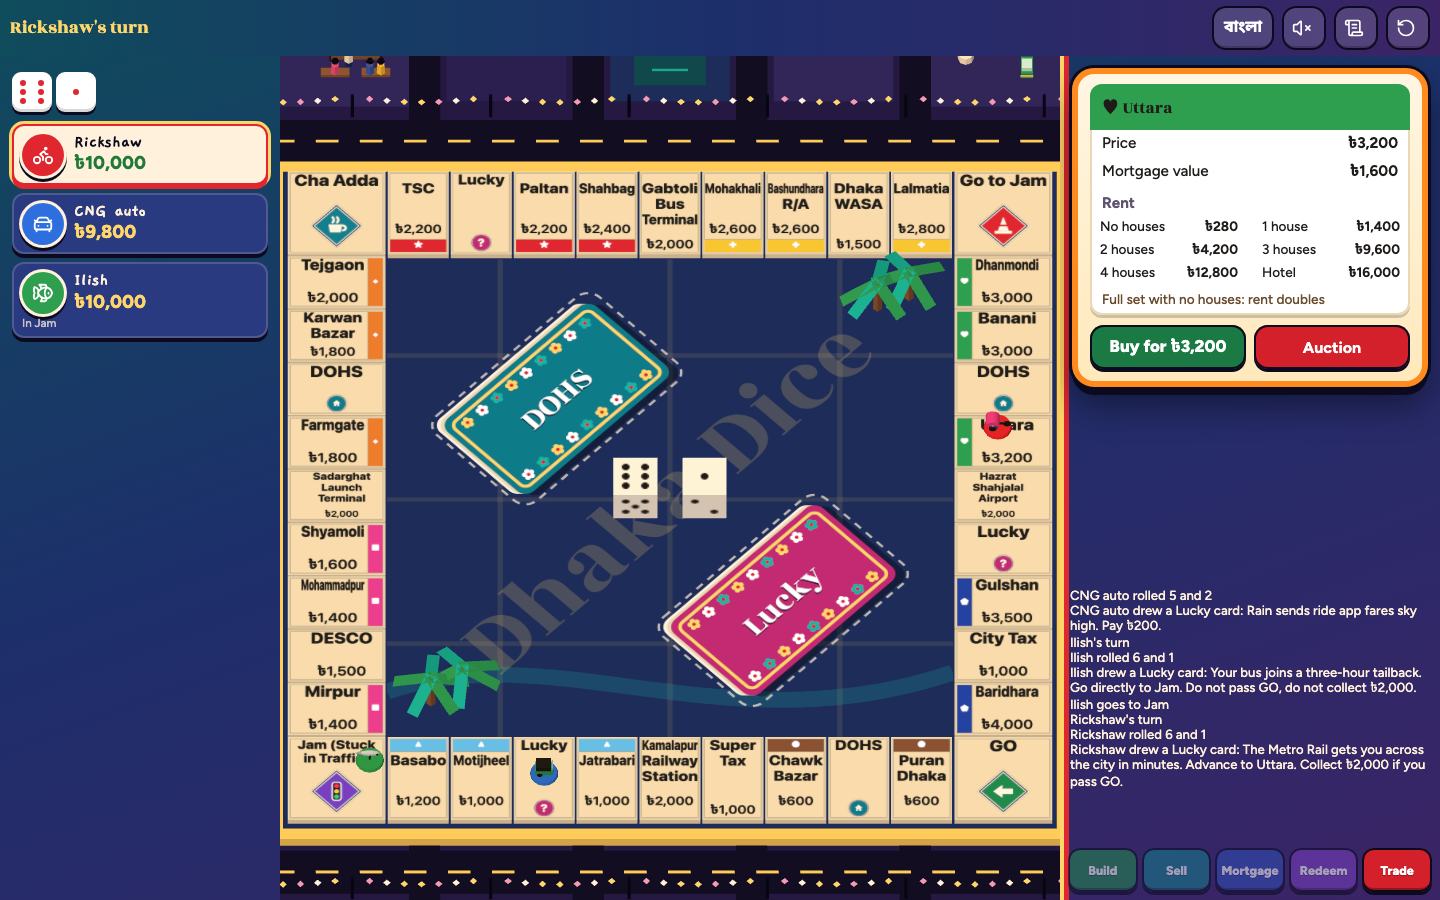 Rickshaw's turn
বাংলা
Rickshaw
৳10,000
CNG auto
৳9,800
Ilish
৳10,000
In Jam
Cha Adda
TSC
৳2,200
Lucky
?
Paltan
৳2,200
Shahbag
৳2,400
Gabtoli
Bus
Terminal
৳2,000
Mohakhali
৳2,600
Bashundhara
R/A
৳2,600
Dhaka
WASA
৳1,500
Lalmatia
৳2,800
Go to Jam
Tejgaon
৳2,000
Karwan
Bazar
৳1,800
DOHS
Farmgate
৳1,800
Sadarghat
Launch
Terminal
৳2,000
Shyamoli
৳1,600
Mohammadpur
৳1,400
DESCO
৳1,500
Mirpur
৳1,400
DOHS
Dhaka Dice
Lucky
Dhanmondi
৳3,000
Banani
৳3,000
DOHS
৳3,200
Hazrat
Shahjalal
Airport
৳2,000
Lucky
?
Gulshan
৳3,500
City Tax
৳1,000
Baridhara
৳4,000
Jam (Stuck
in Traffi
Basabo
৳1,200
Motijheel
৳1,000
Lucky
?
Jatrabari
৳1,000
Kamalapur
Railway
Station
৳2,000
Super
Tax
৳1,000
Chawk
Bazar
৳600
DOHS
Puran
Dhaka
৳600
GO
Uttara
Price ৳3,200
Mortgage value ৳1,600
Rent
No houses ৳280 1 house ৳1,400
2 houses ৳4,200 3 houses ৳9,600
4 houses ৳12,800 Hotel ৳16,000
Full set with no houses: rent doubles
Buy for ৳3,200
Auction
CNG auto rolled 5 and 2
CNG auto drew a Lucky card: Rain sends ride app fares sky
high. Pay ৳200.
Ilish's turn
Ilish rolled 6 and 1
Ilish drew a Lucky card: Your bus joins a three-hour tailback.
Go directly to Jam. Do not pass GO, do not collect ৳2,000.
Ilish goes to Jam
Rickshaw's turn
Rickshaw rolled 6 and 1
Rickshaw drew a Lucky card: The Metro Rail gets you across
the city in minutes. Advance to Uttara. Collect ৳2,000 if you
pass GO.
Build
Sell
Mortgage
Redeem
Trade